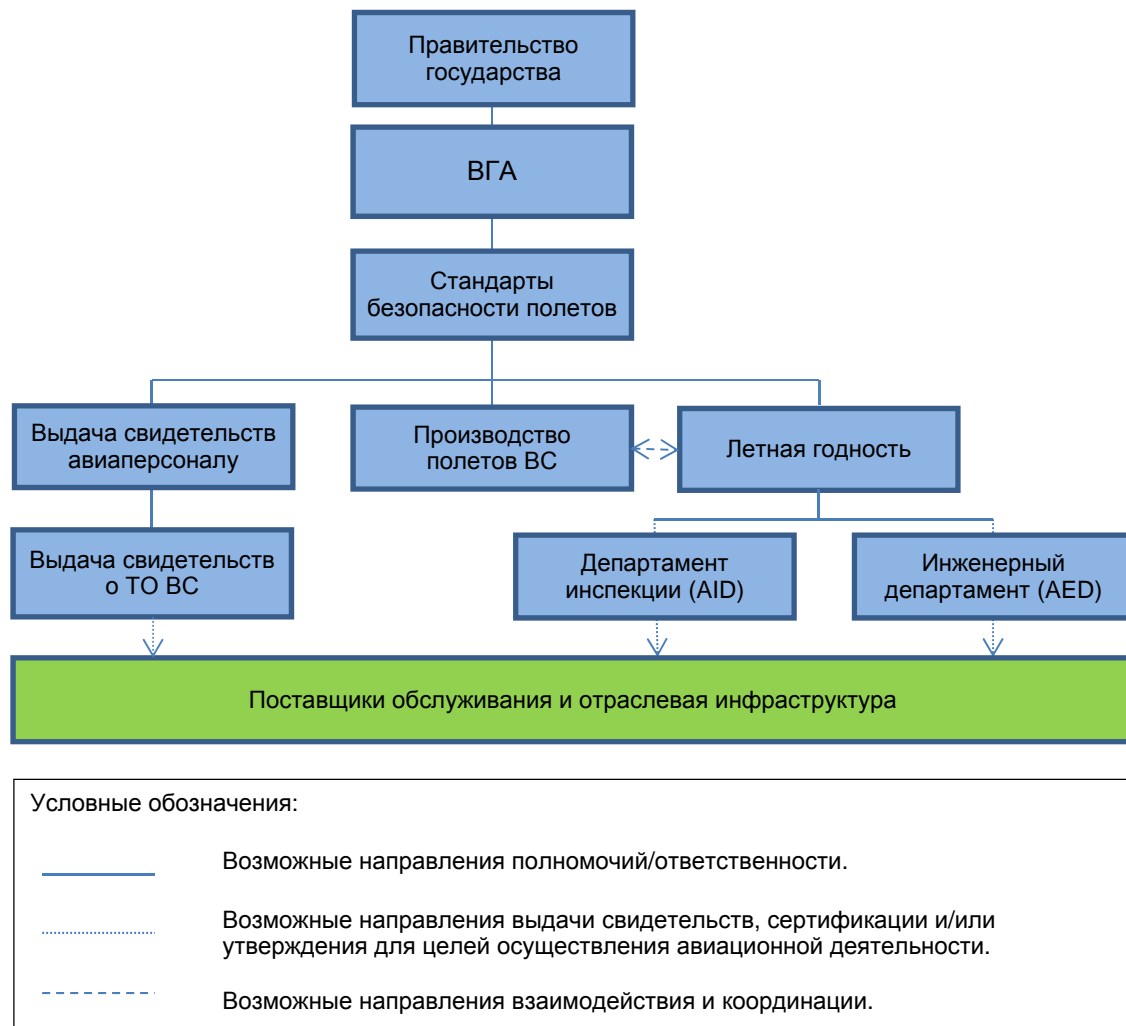 Правительство
государства
ВГА
Стандарты
безопасности полетов
Выдача свидетельств
авиаперсоналу
Производство
полетов ВС
Летная годность
Выдача свидетельств
о ТО ВС
Департамент
инспекции (AID)
Инженерный
департамент (AED)
Поставщики обслуживания и отраслевая инфраструктура
Условные обозначения:
Возможные направления полномочий/ответственности.
Возможные направления выдачи свидетельств, сертификации и/или
утверждения для целей осуществления авиационной деятельности.
Возможные направления взаимодействия и координации.